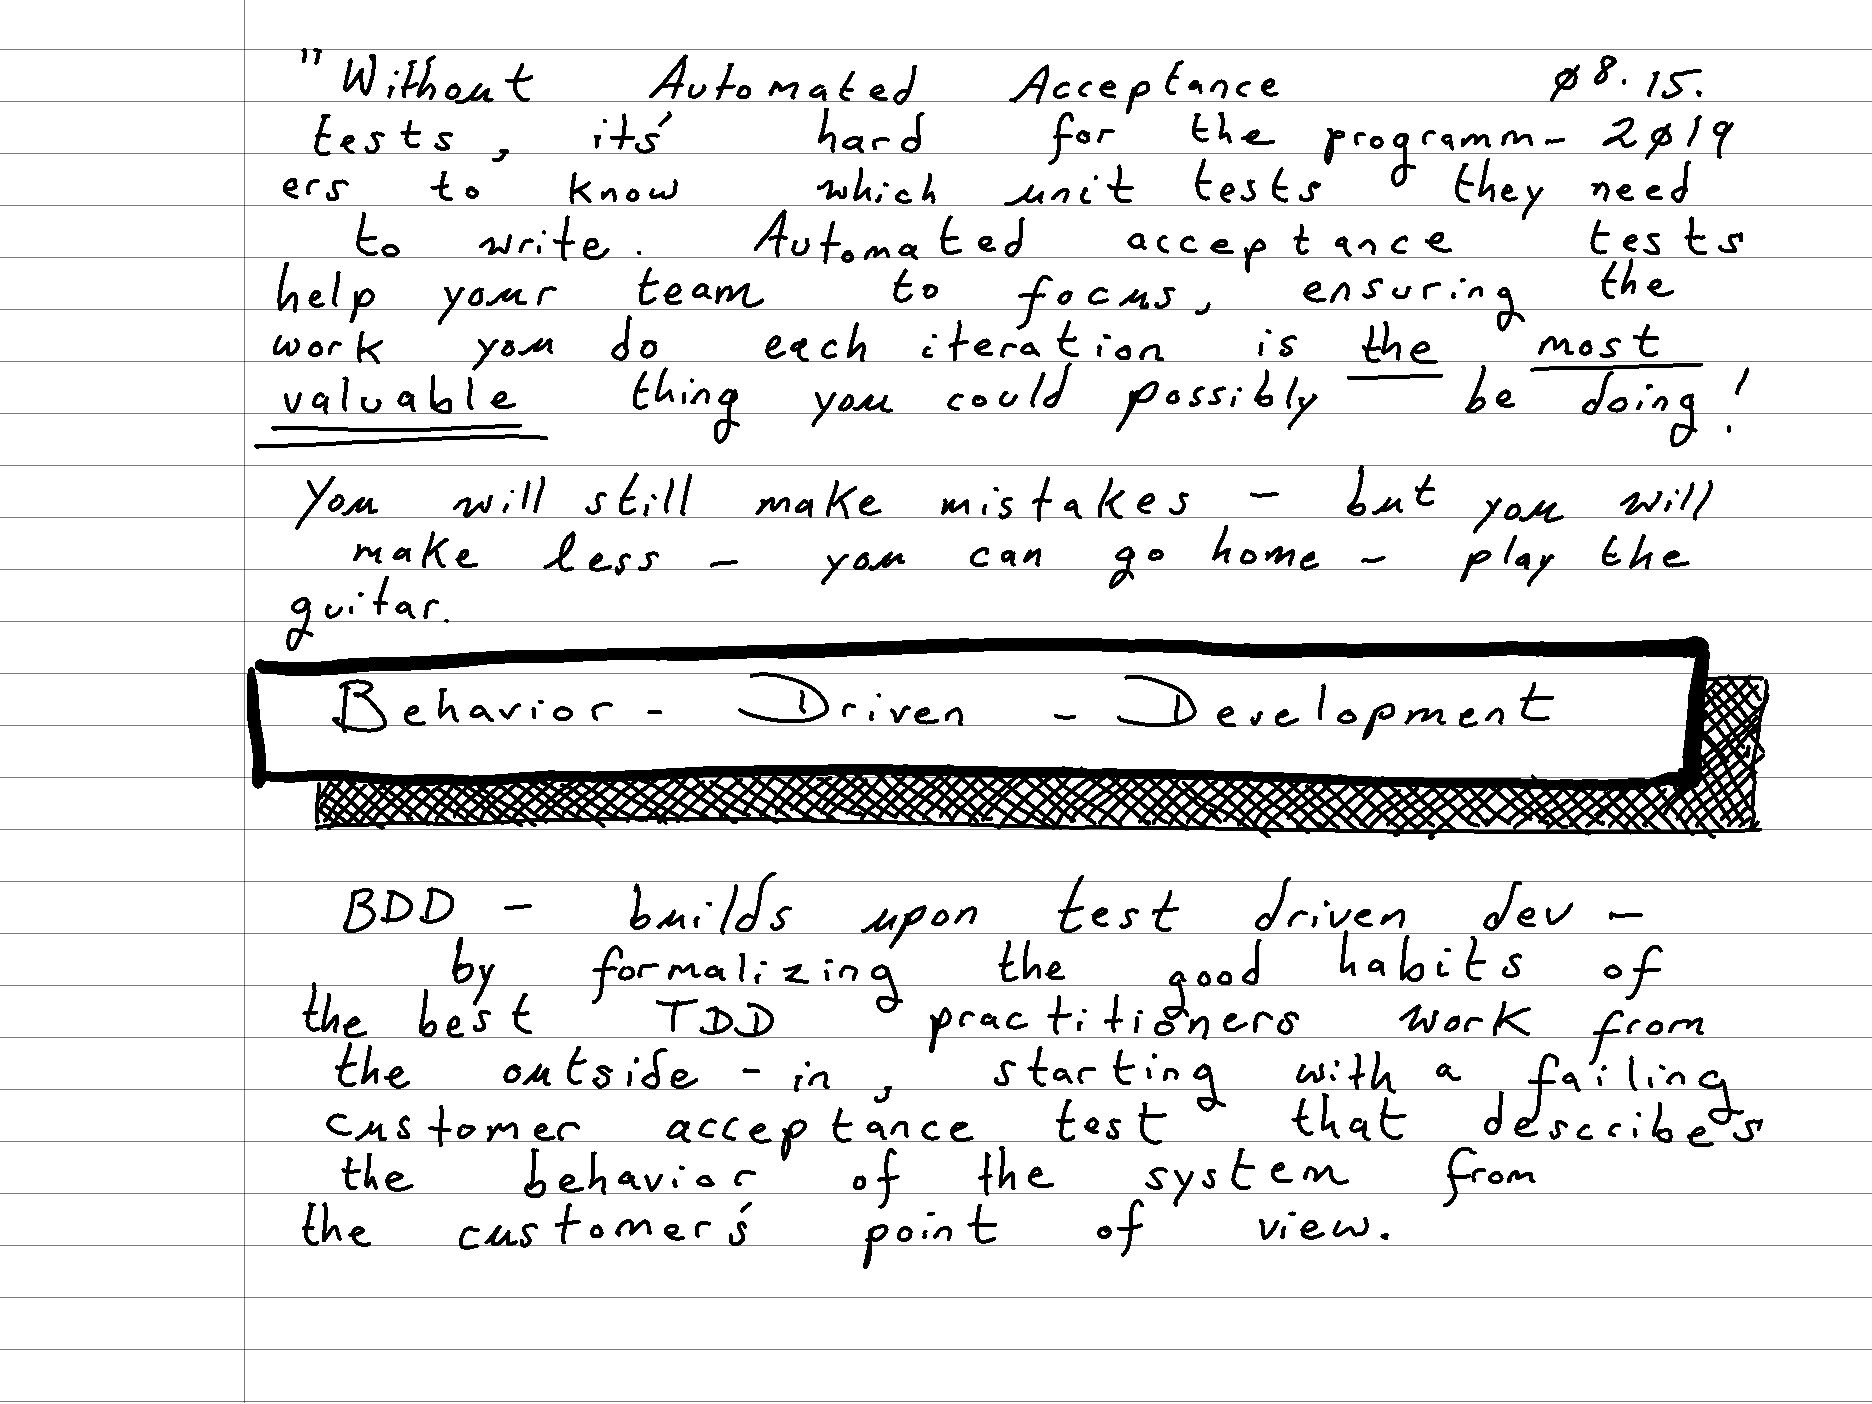 "Without Automated Acceptance ø8.15.
tests, its' hard for the programm- 2ø19
ers to know which unit tests they need
to write. Automated acceptance tests
help your team to focus, ensuring the
work you do each iteration is the most
valuable thing you could possibly be doing!
You will still make mistakes - but you will
make less - you can go home - play the
guitar.
Behavior - Driven - Development
BDD - builds upon test driven dev -
by formalizing the good habits of
the best TDD practitioners work from
the outside - in, starting with a failing
customer acceptance test that describes
the behavior of the system from
the customer's point of view.